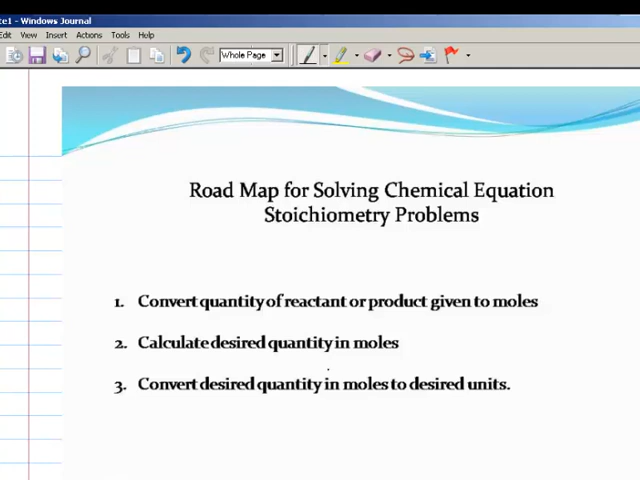 te1 - Windows Journal
Edit View Insert Actions Tools Help
Whole Page
Road Map for Solving Chemical Equation
Stoichiometry Problems
1. Convert quantity of reactant or product given to moles
2. Calculate desired quantity in moles
3. Convert desired quantity in moles to desired units.